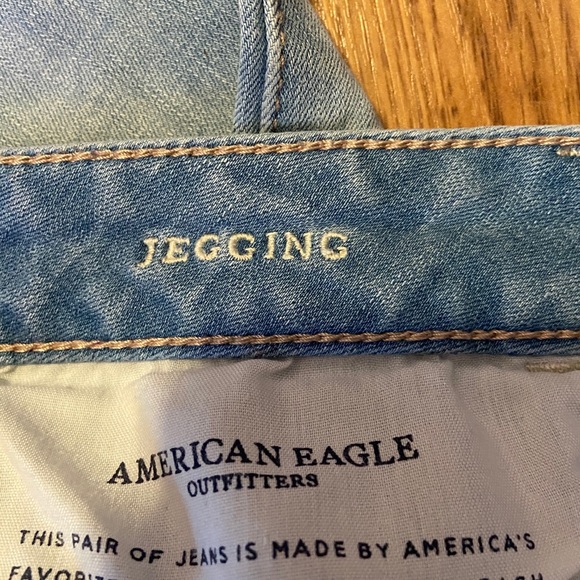 JEGGING
AMERICAN EAGLE
OUTFITTERS
THIS PAIR OF JEANS IS MADE BY AMERICA'S